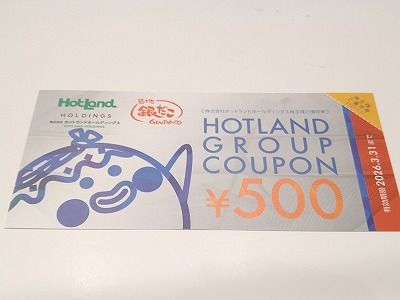 HotLand
HOLDINGS
株式会社 ホットランドホールディングス
築地
銀だこ
GINDACO
《株式会社ホットランドホールディングス株主様ご優待券》
HOTLAND
GROUP
COUPON
¥500
有効期限 2026.3.31まで